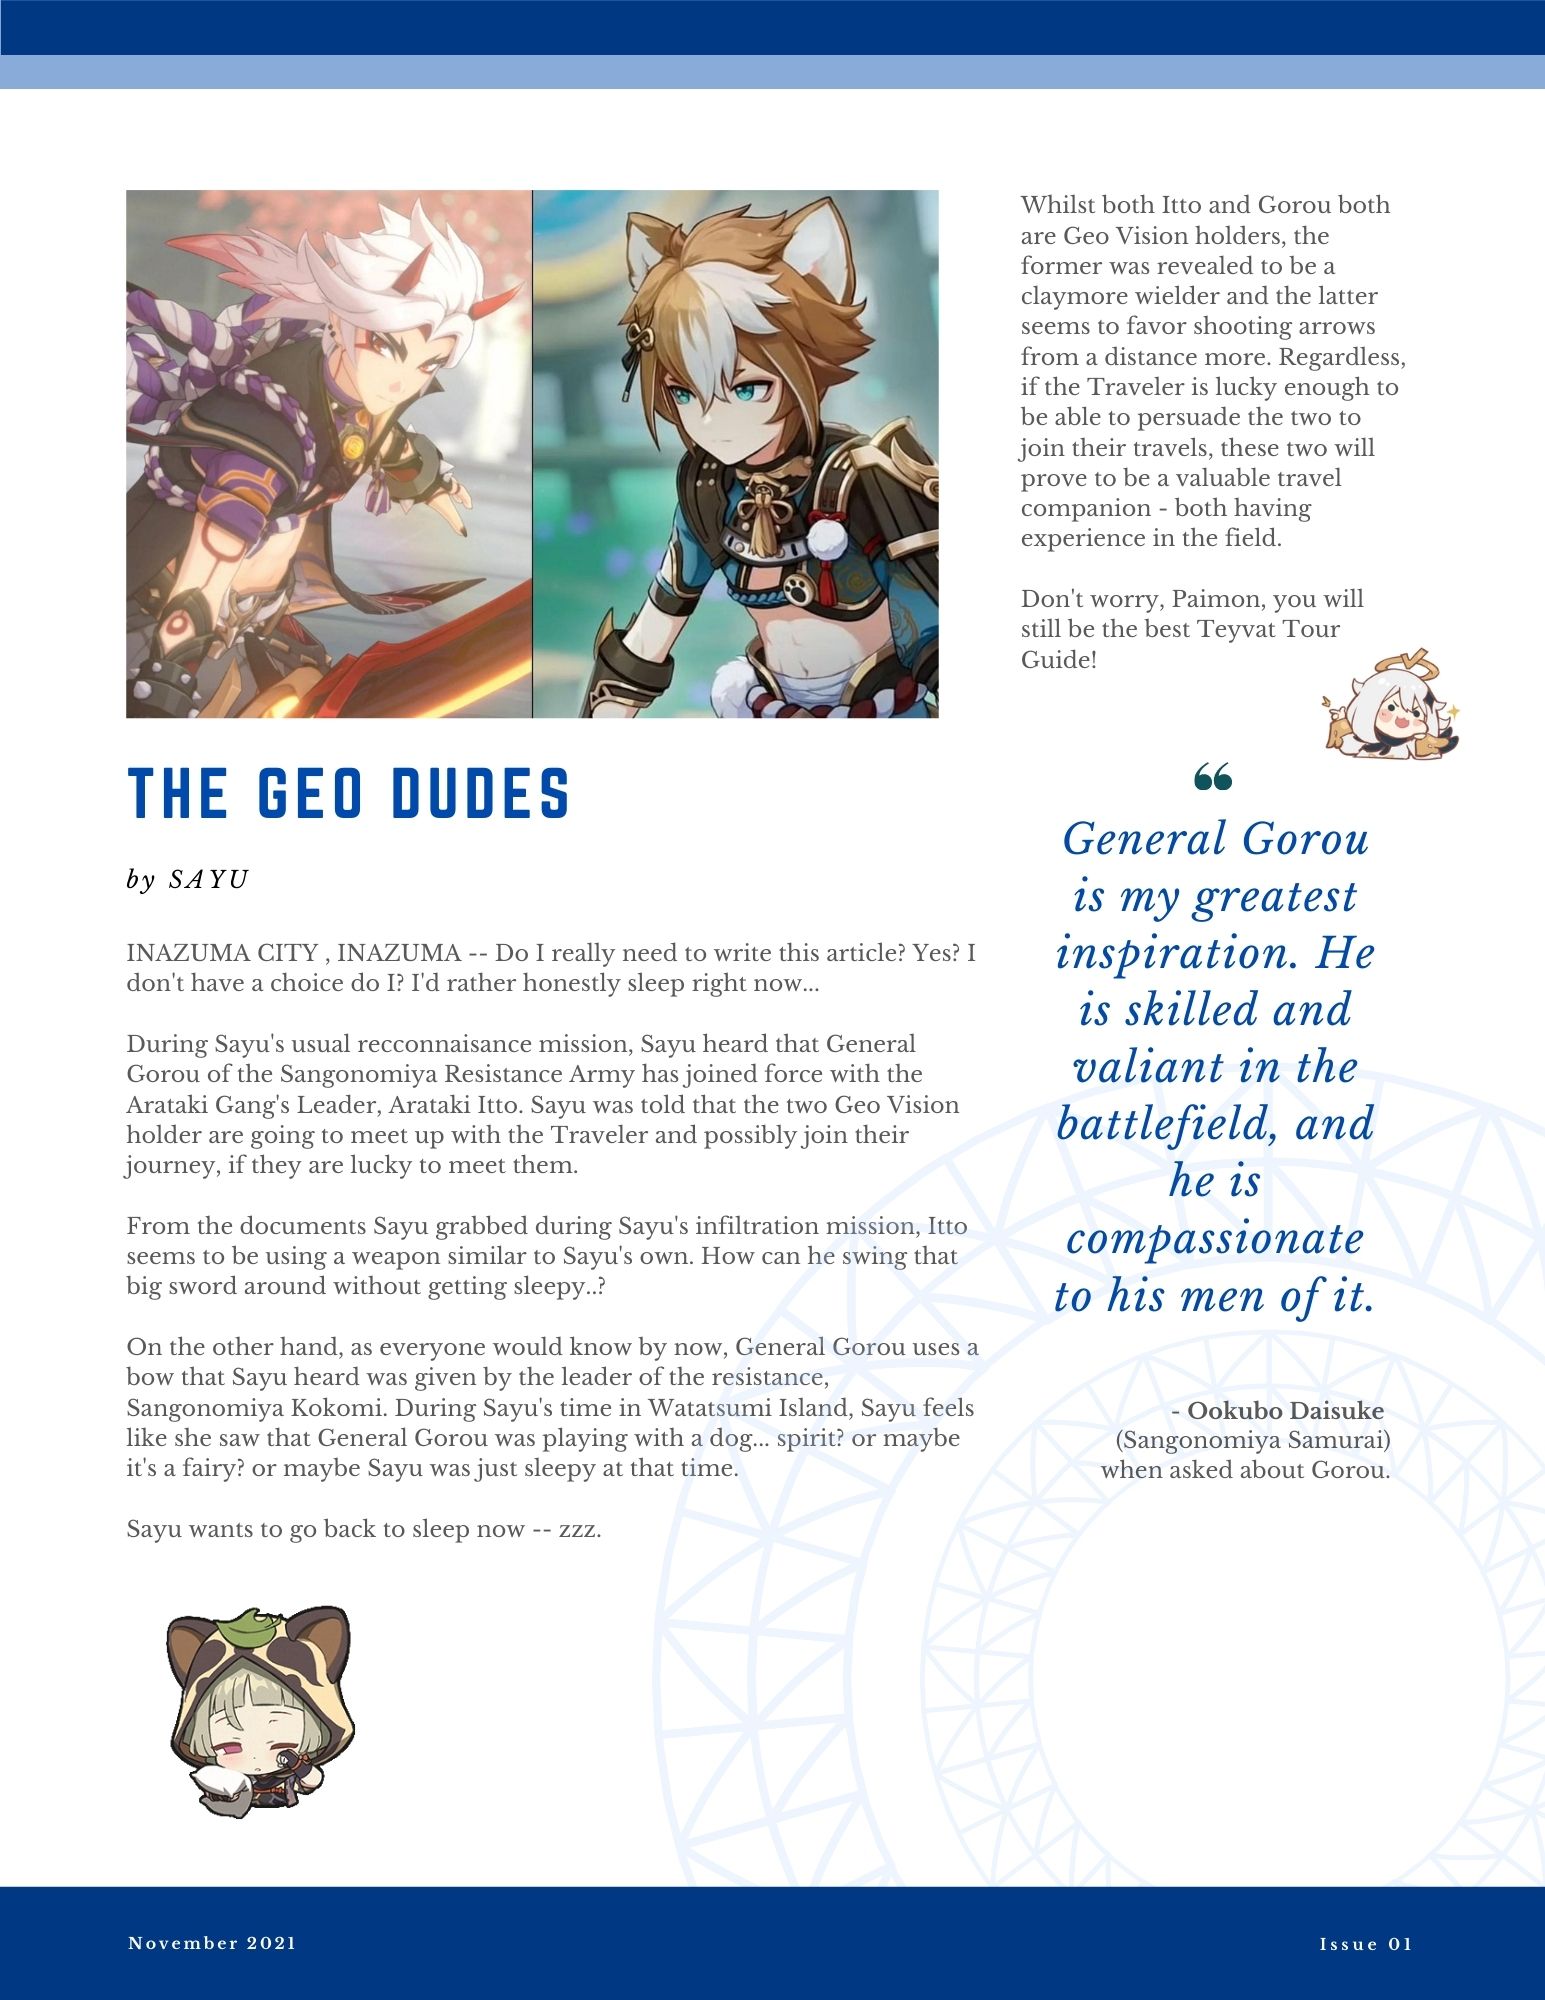 THE GEO DUDES
by SAYU
INAZUMA CITY , INAZUMA -- Do I really need to write this article? Yes? I
don't have a choice do I? I'd rather honestly sleep right now...
During Sayu's usual recconnaisance mission, Sayu heard that General
Gorou of the Sangonomiya Resistance Army has joined force with the
Arataki Gang's Leader, Arataki Itto. Sayu was told that the two Geo Vision
holder are going to meet up with the Traveler and possibly join their
journey, if they are lucky to meet them.
From the documents Sayu grabbed during Sayu's infiltration mission, Itto
seems to be using a weapon similar to Sayu's own. How can he swing that
big sword around without getting sleepy..?
On the other hand, as everyone would know by now, General Gorou uses a
bow that Sayu heard was given by the leader of the resistance,
Sangonomiya Kokomi. During Sayu's time in Watatsumi Island, Sayu feels
like she saw that General Gorou was playing with a dog... spirit? or maybe
it's a fairy? or maybe Sayu was just sleepy at that time.
Sayu wants to go back to sleep now -- zzz.
Whilst both Itto and Gorou both
are Geo Vision holders, the
former was revealed to be a
claymore wielder and the latter
seems to favor shooting arrows
from a distance more. Regardless,
if the Traveler is lucky enough to
be able to persuade the two to
join their travels, these two will
prove to be a valuable travel
companion - both having
experience in the field.
Don't worry, Paimon, you will
still be the best Teyvat Tour
Guide!
“
General Gorou
is my greatest
inspiration. He
is skilled and
valiant in the
battlefield, and
he is
compassionate
to his men of it.
- Ookubo Daisuke
(Sangonomiya Samurai)
when asked about Gorou.
November 2021
Issue 01